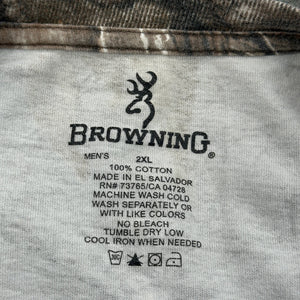 BROWNING®
MEN'S 2XL
100% COTTON
MADE IN EL SALVADOR
RN# 73765/CA 04728
MACHINE WASH COLD
WASH SEPARATELY OR
WITH LIKE COLORS
NO BLEACH
TUMBLE DRY LOW
COOL IRON WHEN NEEDED